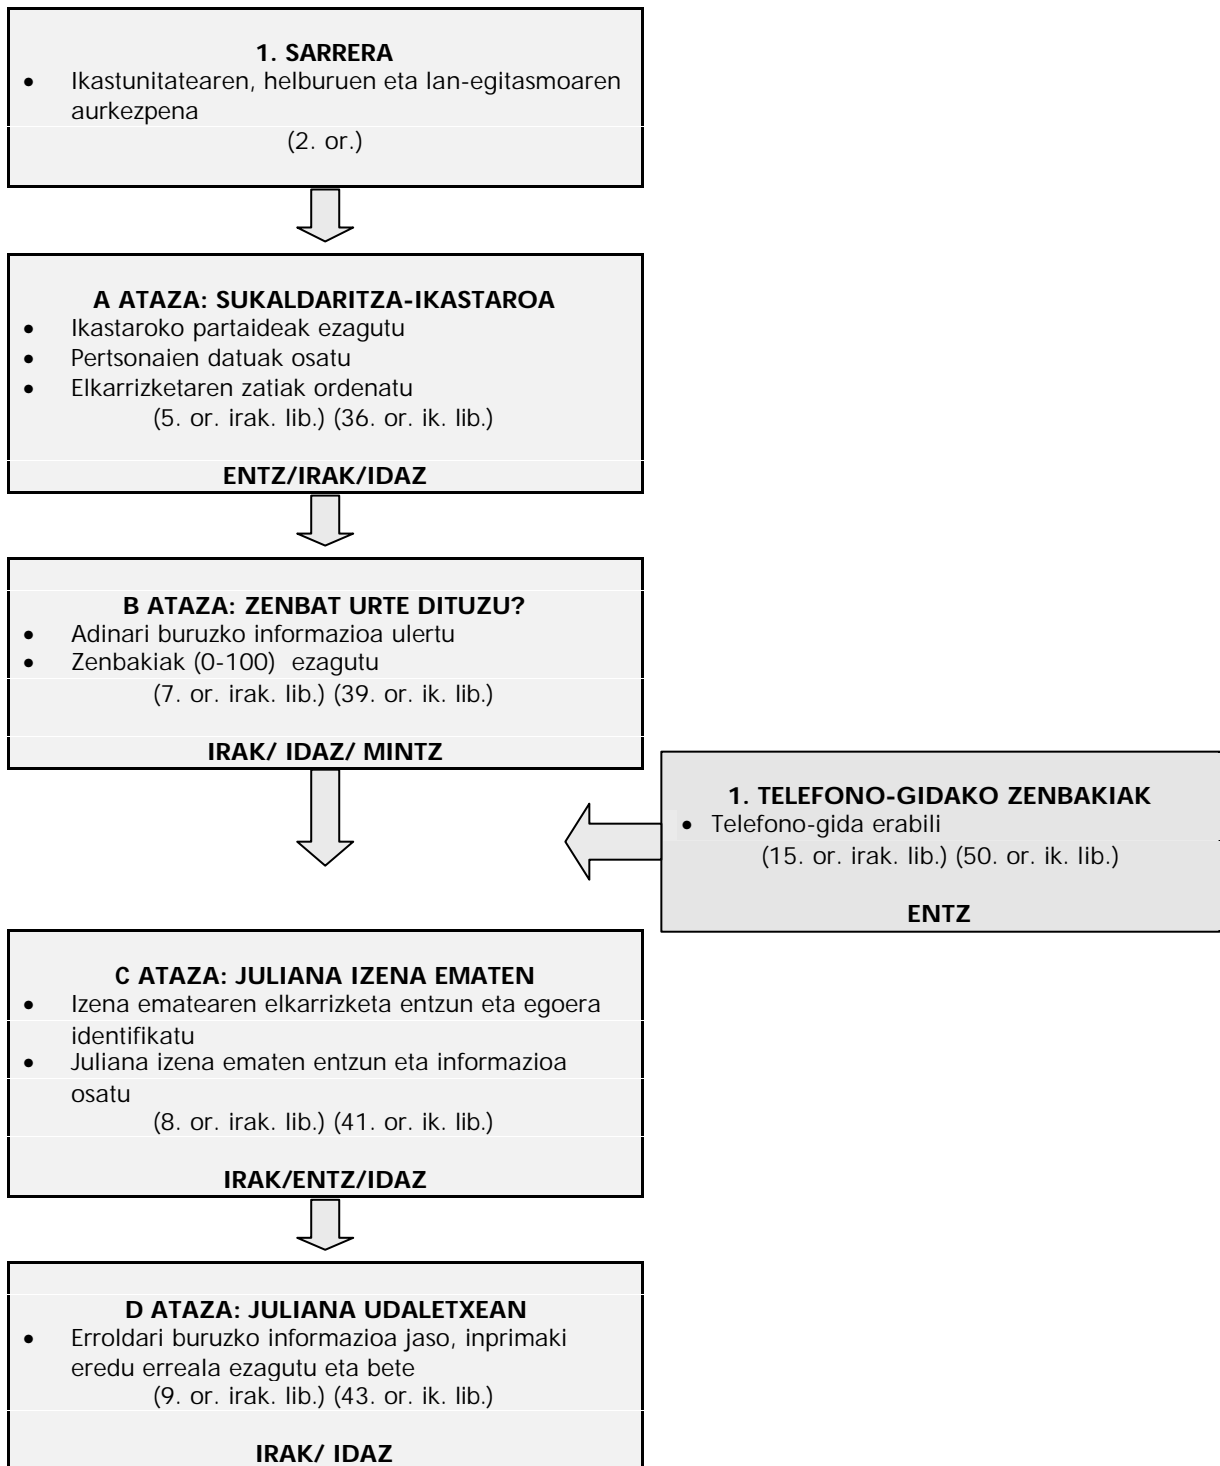 1. SARRERA
• Ikastunitatearen, helburuen eta lan-egitasmoaren
aurkezpena
(2. or.)
A ATAZA: SUKALDARITZA-IKASTAROA
• Ikastaroko partaideak ezagutu
• Pertsonaien datuak osatu
• Elkarrizketaren zatiak ordenatu
(5. or. irak. lib.) (36. or. ik. lib.)
ENTZ/IRAK/IDAZ
B ATAZA: ZENBAT URTE DITUZU?
• Adinari buruzko informazioa ulertu
• Zenbakiak (0-100) ezagutu
(7. or. irak. lib.) (39. or. ik. lib.)
IRAK/ IDAZ/ MINTZ
1. TELEFONO-GIDAKO ZENBAKIAK
• Telefono-gida erabili
(15. or. irak. lib.) (50. or. ik. lib.)
ENTZ
C ATAZA: JULIANA IZENA EMATEN
• Izena ematearen elkarrizketa entzun eta egoera
identifikatu
• Juliana izena ematen entzun eta informazioa
osatu
(8. or. irak. lib.) (41. or. ik. lib.)
IRAK/ENTZ/IDAZ
D ATAZA: JULIANA UDALETXEAN
• Erroldari buruzko informazioa jaso, inprimaki
eredu erreala ezagutu eta bete
(9. or. irak. lib.) (43. or. ik. lib.)
IRAK/ IDAZ